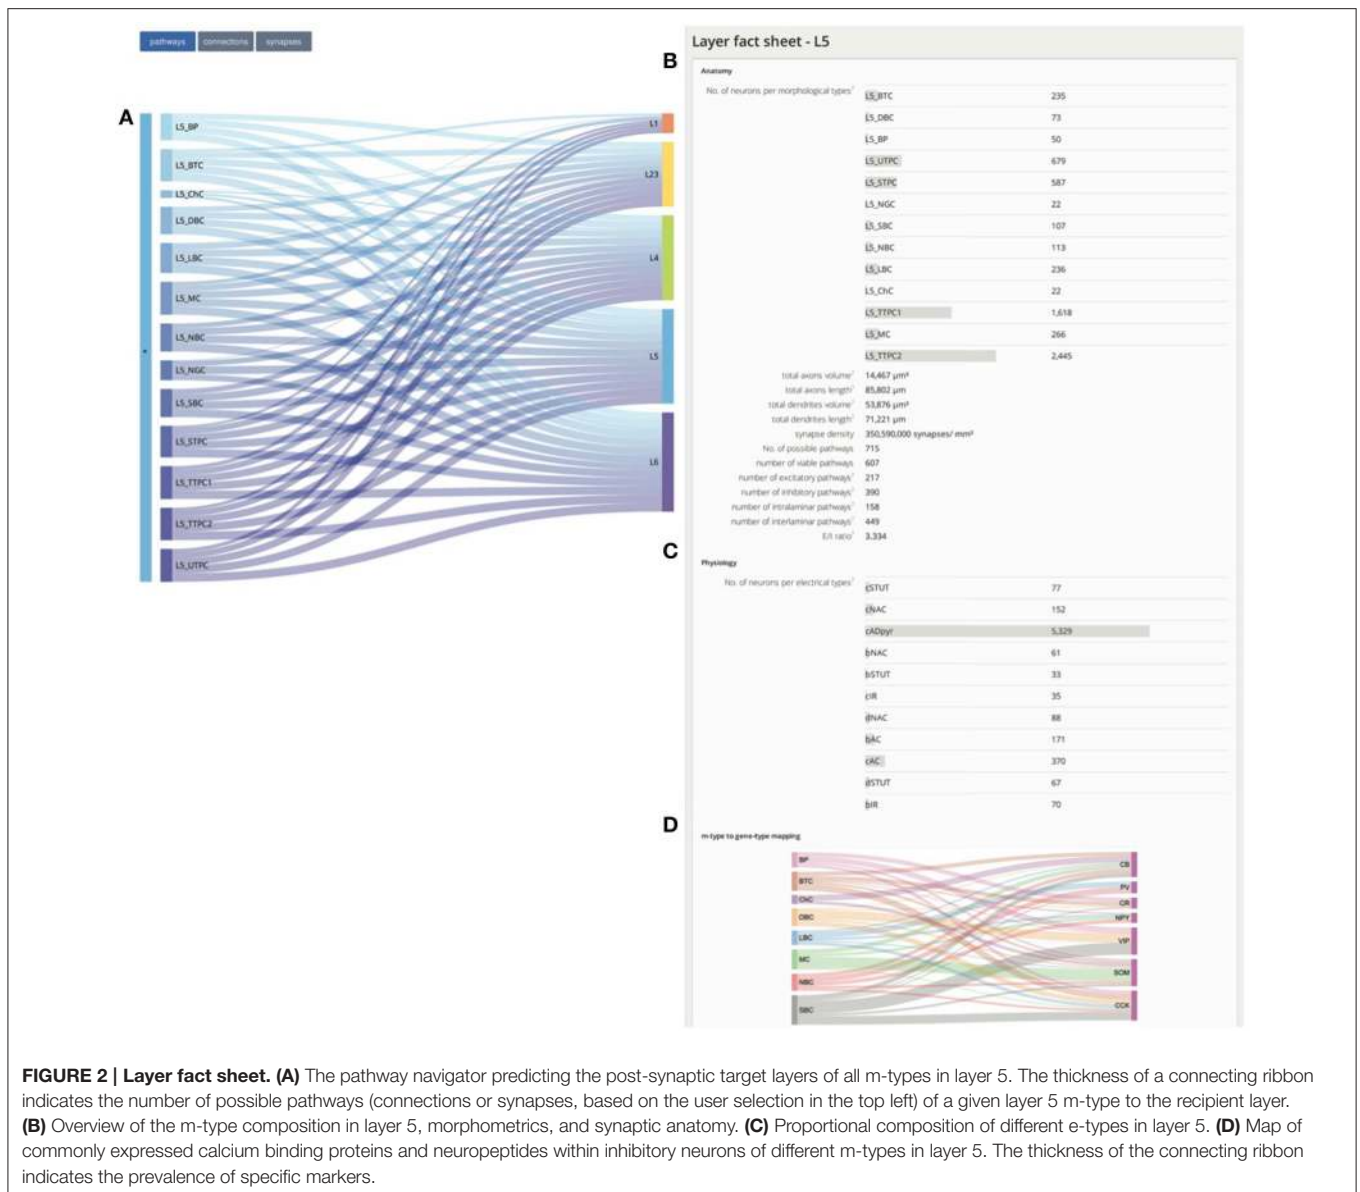 pathways connections synapses
A
L5_BP
L5_BTC
L5_ChC
L5_DBC
L5_LBC
L5_MC
L5_NBC
L5_NGC
L5_SBC
L5_STPC
L5_TTPC1
L5_TTPC2
L5_UTPC
L1
L23
L4
L5
L6
B
Layer fact sheet - L5
Anatomy
No. of neurons per morphological types?
L5_BTC 235
L5_DBC 73
L5_BP 50
L5_UTPC 679
L5_STPC 587
L5_NGC 22
L5_SBC 107
L5_NBC 113
L5_LBC 236
L5_ChC 22
L5_TTPC1 1,618
L5_MC 266
L5_TTPC2 2,445
total axons volume? 14,467 µm³
total axons length? 85,802 µm
total dendrites volume? 53,876 µm³
total dendrites length? 71,221 µm
synapse density 350,590,000 synapses/ mm³
No. of possible pathways 715
number of viable pathways 607
number of excitatory pathways? 217
number of inhibitory pathways? 390
number of intralaminar pathways? 158
number of interlaminar pathways? 449
E/I ratio? 3.334
C
Physiology
No. of neurons per electrical types?
cSTUT 77
cNAC 152
cADpyr 5,329
bNAC 61
bSTUT 33
cIR 35
dNAC 88
bAC 171
cAC 370
dSTUT 67
bIR 70
D
m-type to gene-type mapping
BP
BTC
ChC
DBC
LBC
MC
NBC
SBC
CB
PV
CR
NPY
VIP
SOM
CCK
FIGURE 2 | Layer fact sheet. (A) The pathway navigator predicting the post-synaptic target layers of all m-types in layer 5. The thickness of a connecting ribbon
indicates the number of possible pathways (connections or synapses, based on the user selection in the top left) of a given layer 5 m-type to the recipient layer.
(B) Overview of the m-type composition in layer 5, morphometrics, and synaptic anatomy. (C) Proportional composition of different e-types in layer 5. (D) Map of
commonly expressed calcium binding proteins and neuropeptides within inhibitory neurons of different m-types in layer 5. The thickness of the connecting ribbon
indicates the prevalence of specific markers.